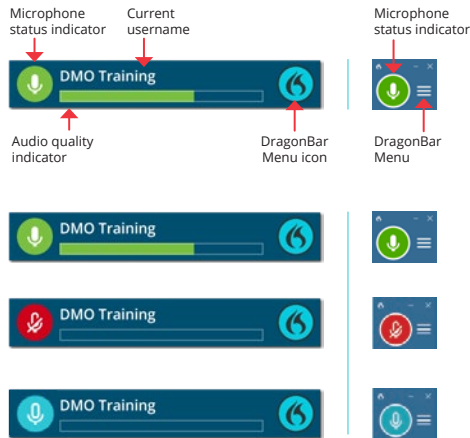 Microphone
status indicator
Current
username
Microphone
status indicator
DMO Training
Audio quality
indicator
DragonBar
Menu icon
DragonBar
Menu
DMO Training
DMO Training
DMO Training